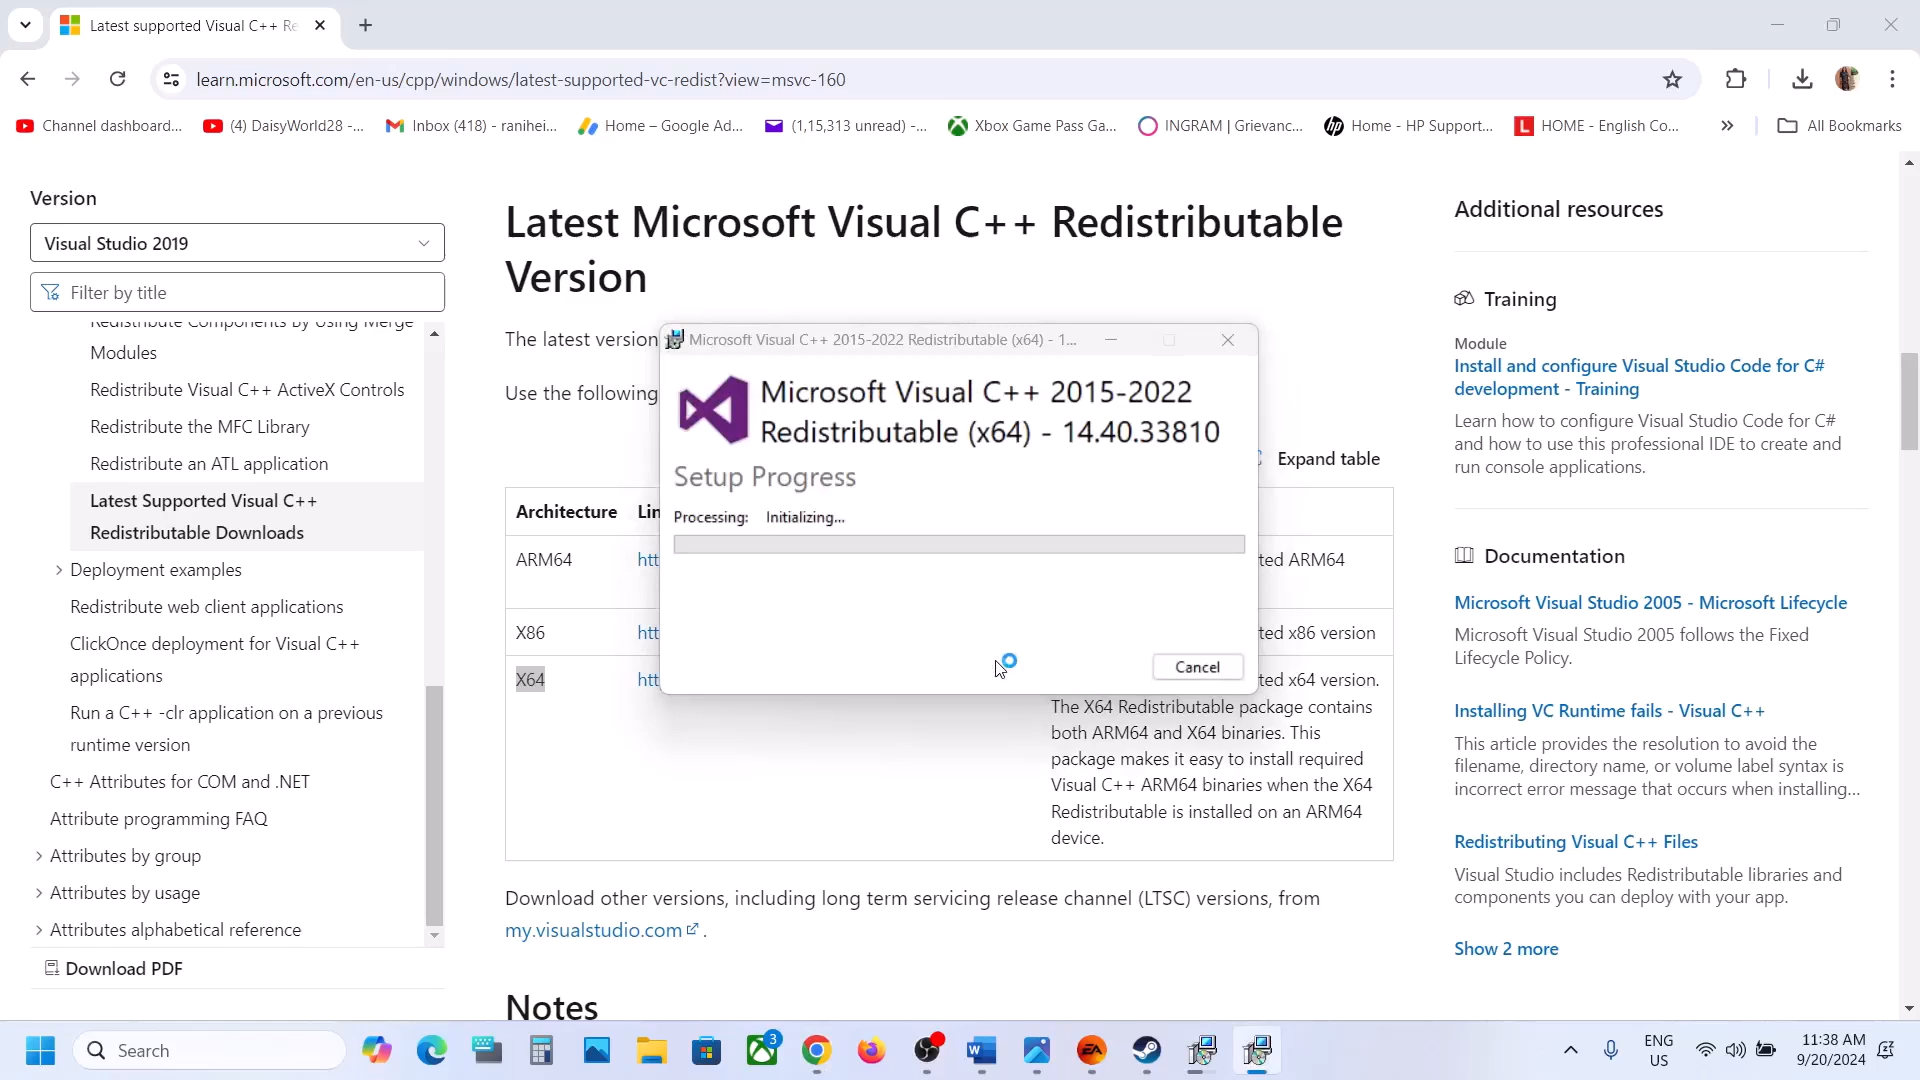 Latest supported Visual C++ Re
learn.microsoft.com/en-us/cpp/windows/latest-supported-vc-redist?view=msvc-160
Channel dashboard...
(4) DaisyWorld28 -...
Inbox (418) - ranihei...
Home – Google Ad...
(1,15,313 unread) -...
Xbox Game Pass Ga...
INGRAM | Grievanc...
Home - HP Support...
HOME - English Co...
All Bookmarks
Version
Visual Studio 2019
Filter by title
Redistribute Components By Using Merge
Modules
Redistribute Visual C++ ActiveX Controls
Redistribute the MFC Library
Redistribute an ATL application
Latest Supported Visual C++
Redistributable Downloads
Deployment examples
Redistribute web client applications
ClickOnce deployment for Visual C++
applications
Run a C++ -clr application on a previous
runtime version
C++ Attributes for COM and .NET
Attribute programming FAQ
Attributes by group
Attributes by usage
Attributes alphabetical reference
Download PDF
Latest Microsoft Visual C++ Redistributable
Version
The latest version
Use the following
Expand table
Architecture Lin
ARM64 htt ted ARM64
X86 htt ted x86 version
X64 htt ted x64 version.
The X64 Redistributable package contains
both ARM64 and X64 binaries. This
package makes it easy to install required
Visual C++ ARM64 binaries when the X64
Redistributable is installed on an ARM64
device.
Download other versions, including long term servicing release channel (LTSC) versions, from
my.visualstudio.com .
Notes
Microsoft Visual C++ 2015-2022 Redistributable (x64) - 1...
Microsoft Visual C++ 2015-2022
Redistributable (x64) - 14.40.33810
Setup Progress
Processing: Initializing...
Cancel
Additional resources
Training
Module
Install and configure Visual Studio Code for C#
development - Training
Learn how to configure Visual Studio Code for C#
and how to use this professional IDE to create and
run console applications.
Documentation
Microsoft Visual Studio 2005 - Microsoft Lifecycle
Microsoft Visual Studio 2005 follows the Fixed
Lifecycle Policy.
Installing VC Runtime fails - Visual C++
This article provides the resolution to avoid the
filename, directory name, or volume label syntax is
incorrect error message that occurs when installing...
Redistributing Visual C++ Files
Visual Studio includes Redistributable libraries and
components you can deploy with your app.
Show 2 more
Search
3
ENG
US
11:38 AM
9/20/2024